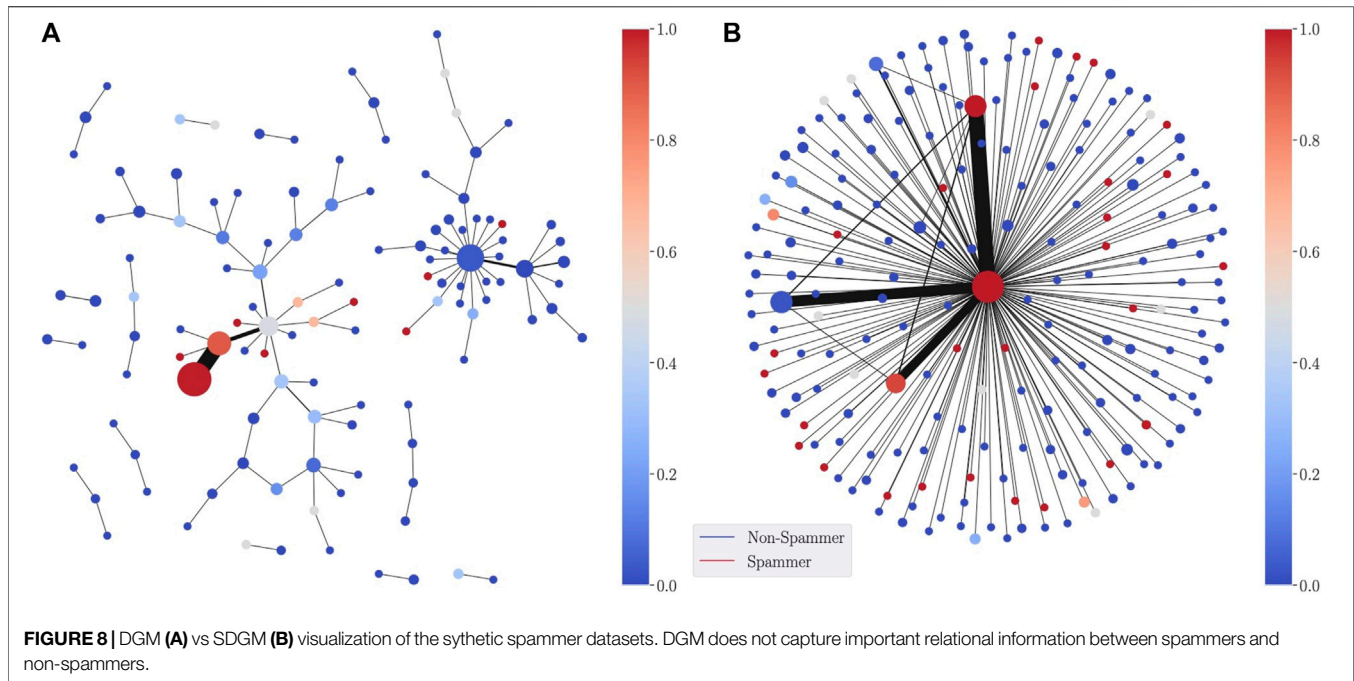 A
1.0
0.8
0.6
0.4
0.2
0.0
B
Non-Spammer
Spammer
1.0
0.8
0.6
0.4
0.2
0.0
FIGURE 8 | DGM (A) vs SDGM (B) visualization of the sythetic spammer datasets. DGM does not capture important relational information between spammers and
non-spammers.